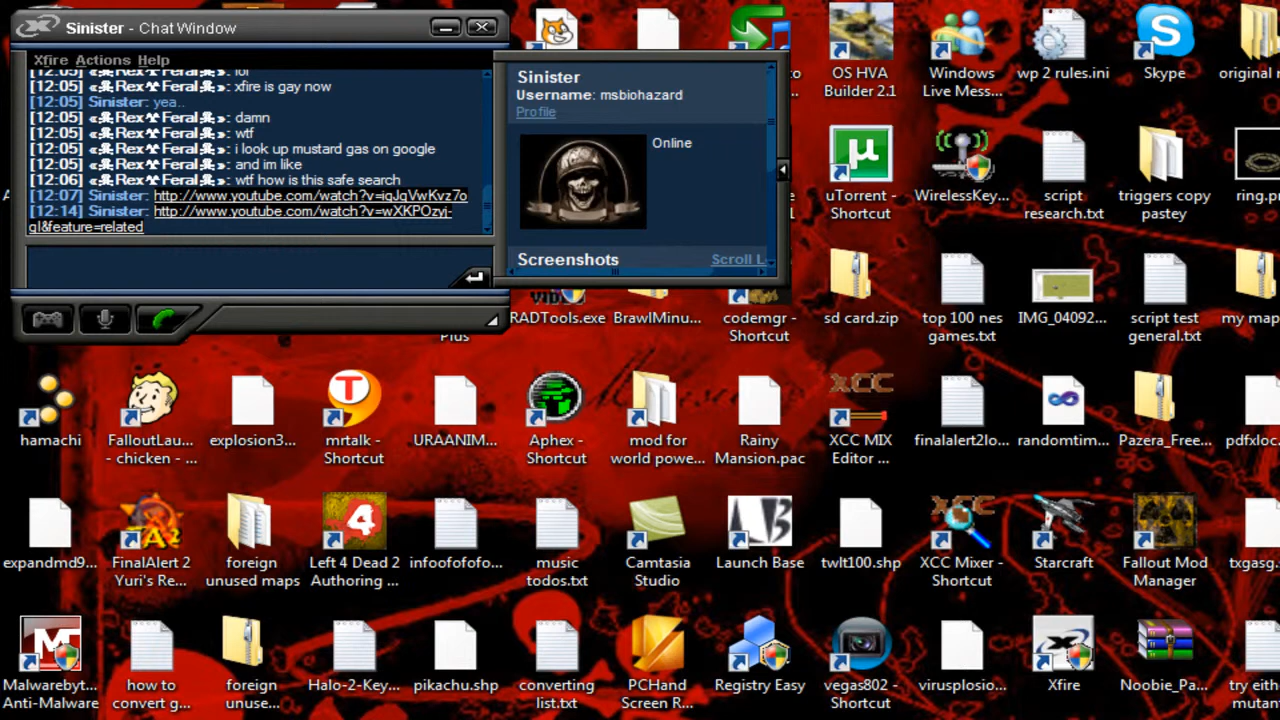 Sinister - Chat Window
Xfire Actions Help
[12:05] «☠Rex☣Feral☠»: lol
[12:05] «☠Rex☣Feral☠»: xfire is gay now
[12:05] Sinister: yea..
[12:05] «☠Rex☣Feral☠»: damn
[12:05] «☠Rex☣Feral☠»: wtf
[12:05] «☠Rex☣Feral☠»: i look up mustard gas on google
[12:05] «☠Rex☣Feral☠»: and im like
[12:06] «☠Rex☣Feral☠»: wtf how is this safe search
[12:07] Sinister: http://www.youtube.com/watch?v=iqJqVwKvz7o
[12:14] Sinister: http://www.youtube.com/watch?v=wXKPOzyj-
qI&feature=related
Sinister
Username: msbiohazard
Profile
Online
Screenshots
Scroll L
OS HVA
Builder 2.1
Windows
Live Mess...
wp 2 rules.ini
Skype
original
uTorrent -
Shortcut
WirelessKey...
script
research.txt
triggers copy
pastey
Plus
RADTools.exe
BrawlMinu...
codemgr -
Shortcut
sd card.zip
top 100 nes
games.txt
IMG_04092...
script test
general.txt
my map
hamachi
FalloutLau...
- chicken - ...
explosion3...
mrtalk -
Shortcut
URAANIM...
Aphex -
Shortcut
mod for
world powe...
Rainy
Mansion.pac
XCC MIX
Editor ...
finalalert2lo...
randomtim...
Pazera_Free...
pdfxloc
expandmd9...
FinalAlert 2
Yuri's Re...
foreign
unused maps
Left 4 Dead 2
Authoring ...
infoofofofo...
music
todos.txt
Camtasia
Studio
Launch Base
twlt100.shp
XCC Mixer -
Shortcut
Starcraft
Fallout Mod
Manager
txgasg.
Malwarebyt...
Anti-Malware
how to
convert g...
foreign
unuse...
Halo-2-Key...
pikachu.shp
converting
list.txt
PCHand
Screen R...
Registry Easy
vegas802 -
Shortcut
virusplosio...
Xfire
Noobie_Pa...
try eith
mutan